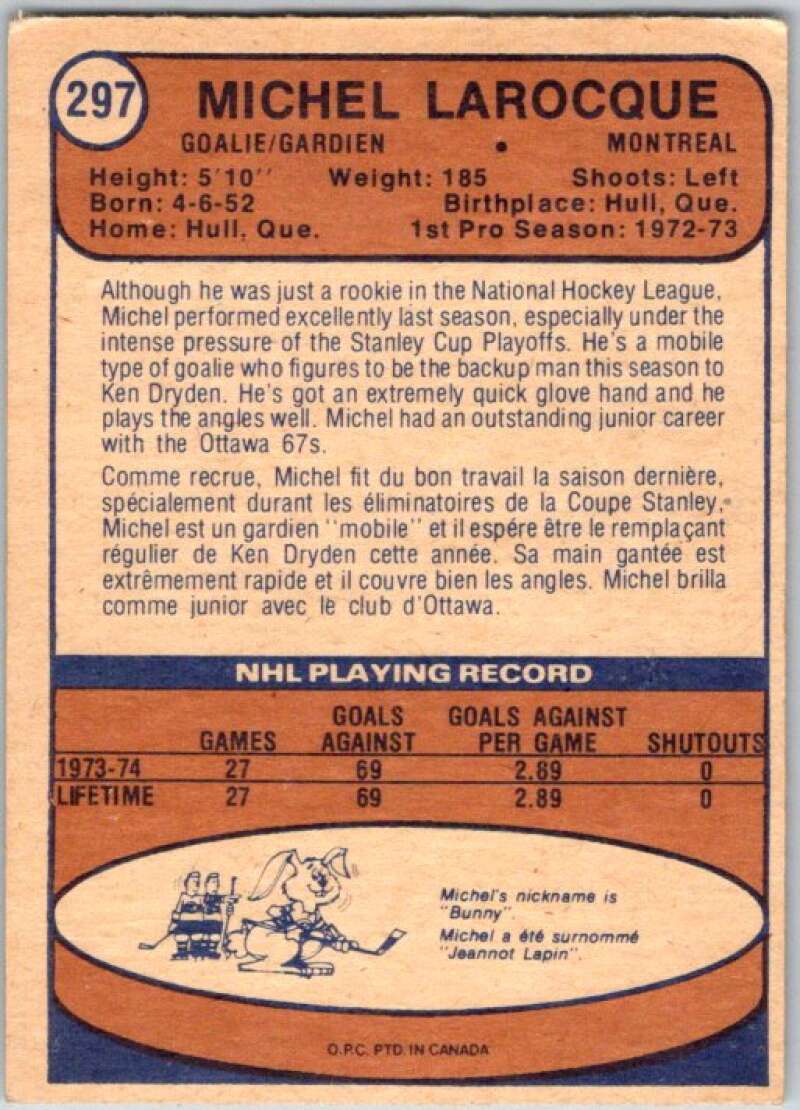 297
MICHEL LAROCQUE
GOALIE/GARDIEN • MONTREAL
Height: 5'10'' Weight: 185 Shoots: Left
Born: 4-6-52 Birthplace: Hull, Que.
Home: Hull, Que. 1st Pro Season: 1972-73
Although he was just a rookie in the National Hockey League,
Michel performed excellently last season, especially under the
intense pressure of the Stanley Cup Playoffs. He's a mobile
type of goalie who figures to be the backup man this season to
Ken Dryden. He's got an extremely quick glove hand and he
plays the angles well. Michel had an outstanding junior career
with the Ottawa 67s.
Comme recrue, Michel fit du bon travail la saison dernière,
spécialement durant les éliminatoires de la Coupe Stanley.
Michel est un gardien ''mobile'' et il espére être le remplaçant
régulier de Ken Dryden cette année. Sa main gantée est
extrêmement rapide et il couvre bien les angles. Michel brilla
comme junior avec le club d'Ottawa.
NHL PLAYING RECORD
GAMES GOALS AGAINST GOALS AGAINST PER GAME SHUTOUTS
1973-74 27 69 2.89 0
LIFETIME 27 69 2.89 0
Michel's nickname is
"Bunny".
Michel a été surnommé
"Jeannot Lapin".
O.P.C. PTD. IN CANADA